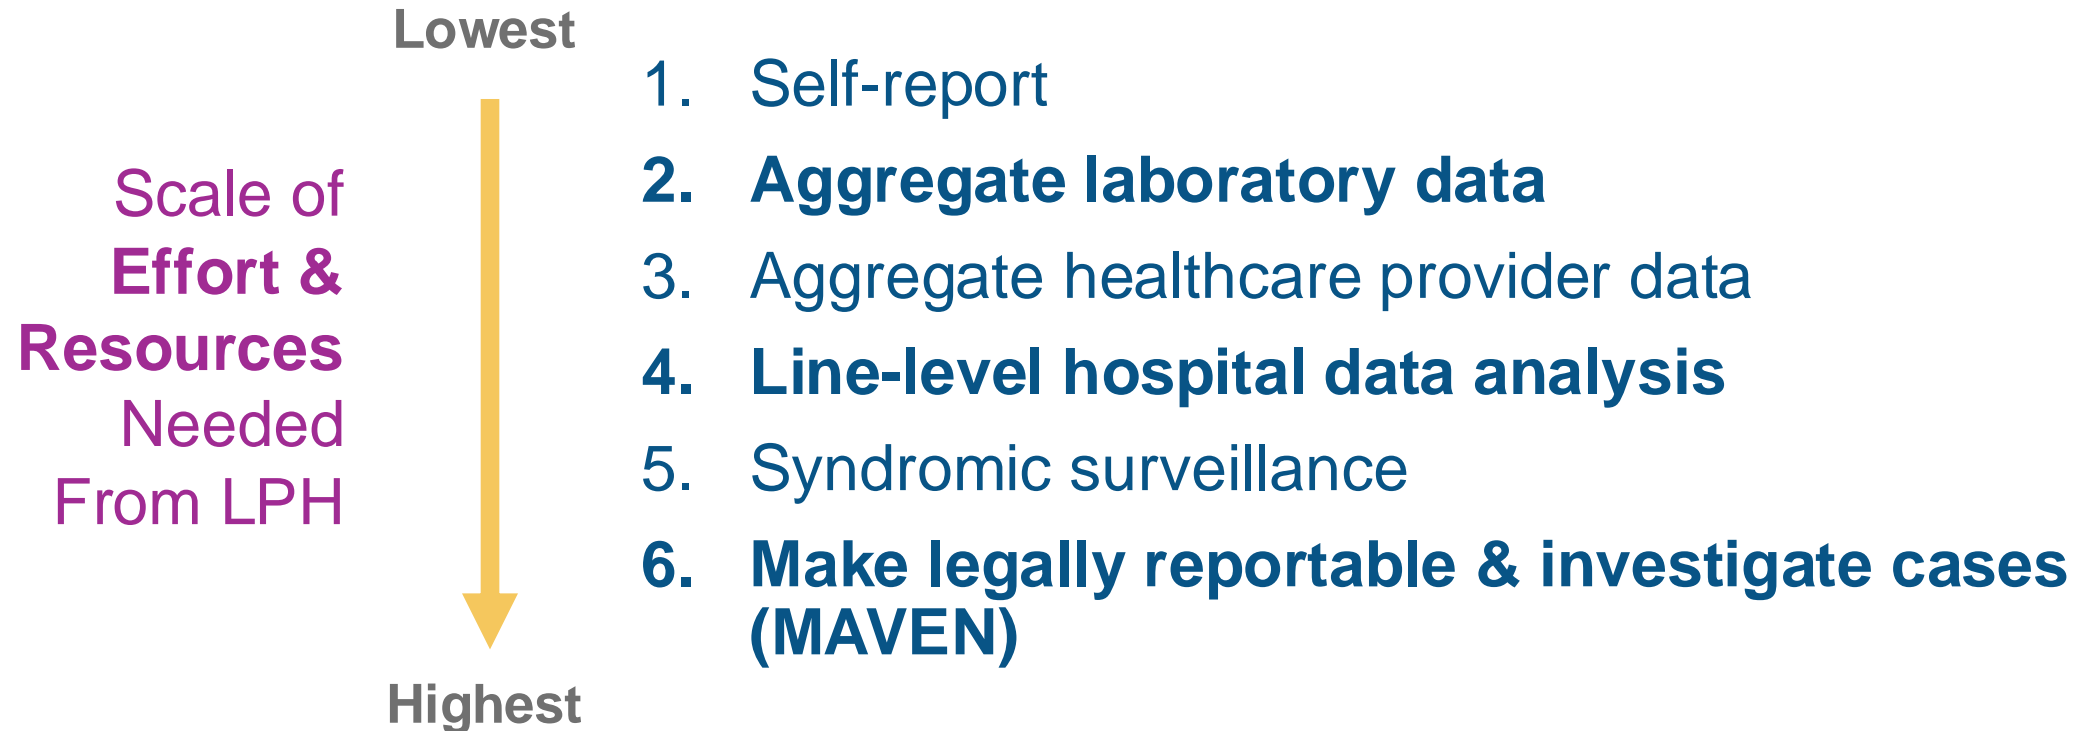 Lowest
Scale of
Effort &
Resources
Needed
From LPH
Highest
1. Self-report
2. Aggregate laboratory data
3. Aggregate healthcare provider data
4. Line-level hospital data analysis
5. Syndromic surveillance
6. Make legally reportable & investigate cases
(MAVEN)